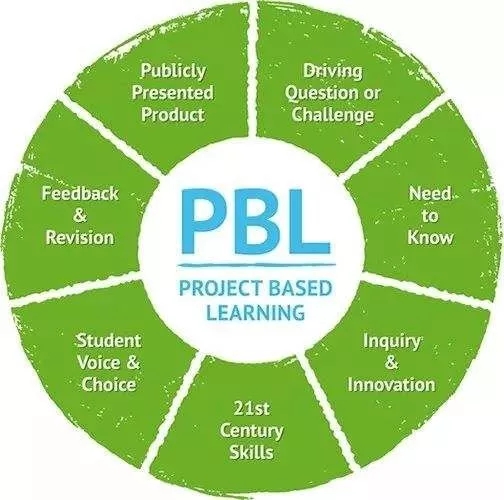 PBL
PROJECT BASED
LEARNING
Driving
Question or
Challenge
Need
to
Know
Inquiry
&
Innovation
21st
Century
Skills
Student
Voice &
Choice
Feedback
&
Revision
Publicly
Presented
Product